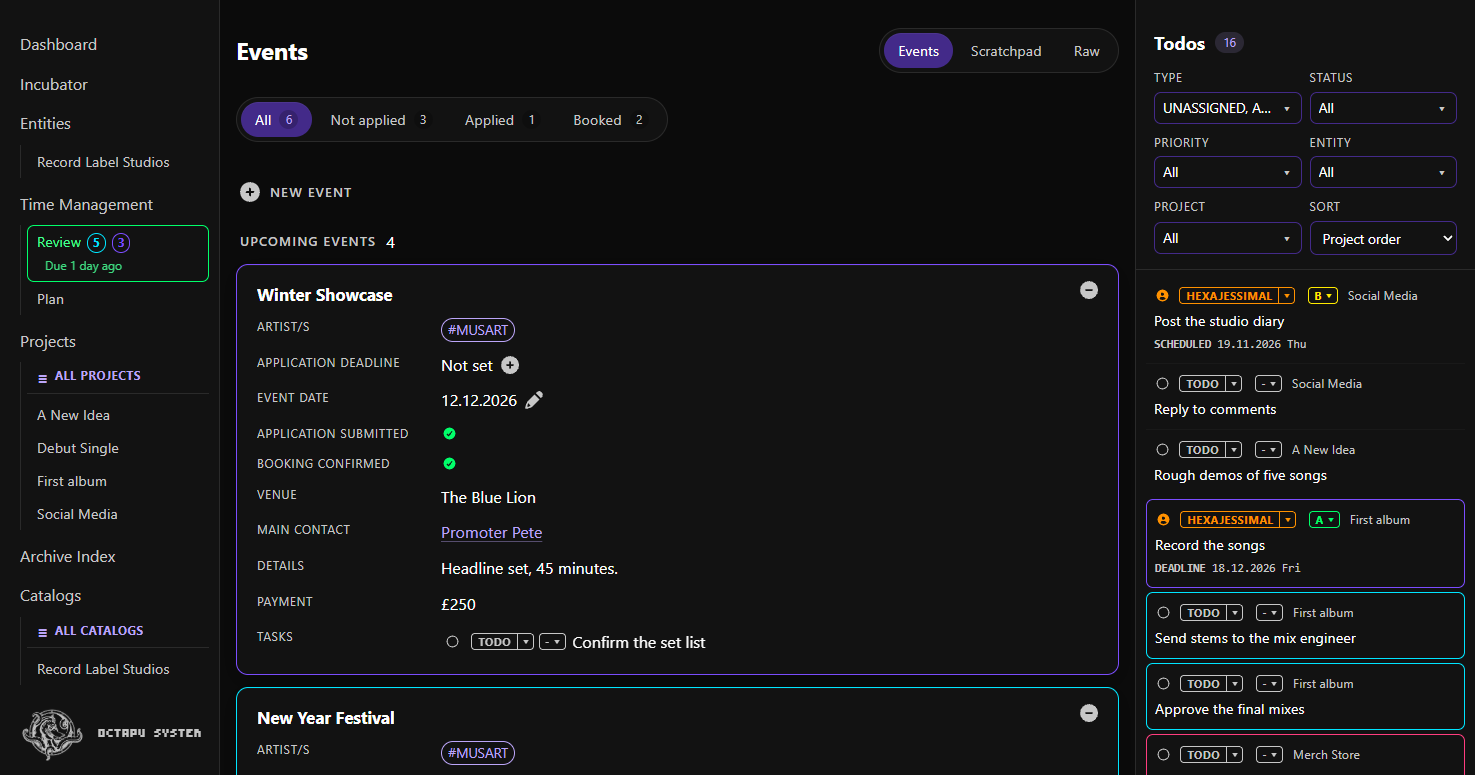 Dashboard
Incubator
Entities
Record Label Studios
Time Management
Review 5 3
Due 1 day ago
Plan
Projects
ALL PROJECTS
A New Idea
Debut Single
First album
Social Media
Archive Index
Catalogs
ALL CATALOGS
Record Label Studios
OCTAPU SYSTEM
Events
Events Scratchpad Raw
All 6 Not applied 3 Applied 1 Booked 2
NEW EVENT
UPCOMING EVENTS 4
Winter Showcase
ARTIST/S #MUSART
APPLICATION DEADLINE Not set
EVENT DATE 12.12.2026
APPLICATION SUBMITTED
BOOKING CONFIRMED
VENUE The Blue Lion
MAIN CONTACT Promoter Pete
DETAILS Headline set, 45 minutes.
PAYMENT £250
TASKS TODO - Confirm the set list
New Year Festival
ARTIST/S #MUSART
Todos 16
TYPE STATUS
UNASSIGNED, A... All
PRIORITY ENTITY
All All
PROJECT SORT
All Project order
HEXAJESSIMAL B Social Media
Post the studio diary
SCHEDULED 19.11.2026 Thu
TODO - Social Media
Reply to comments
TODO - A New Idea
Rough demos of five songs
HEXAJESSIMAL A First album
Record the songs
DEADLINE 18.12.2026 Fri
TODO - First album
Send stems to the mix engineer
TODO - First album
Approve the final mixes
TODO - Merch Store